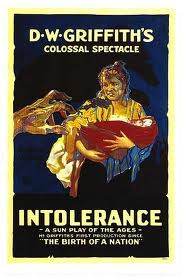 D·W·GRIFFITH'S
COLOSSAL SPECTACLE
INTOLERANCE
- A SUN PLAY OF THE AGES -
MR GRIFFITH'S FIRST PRODUCTION SINCE
"THE BIRTH OF A NATION"